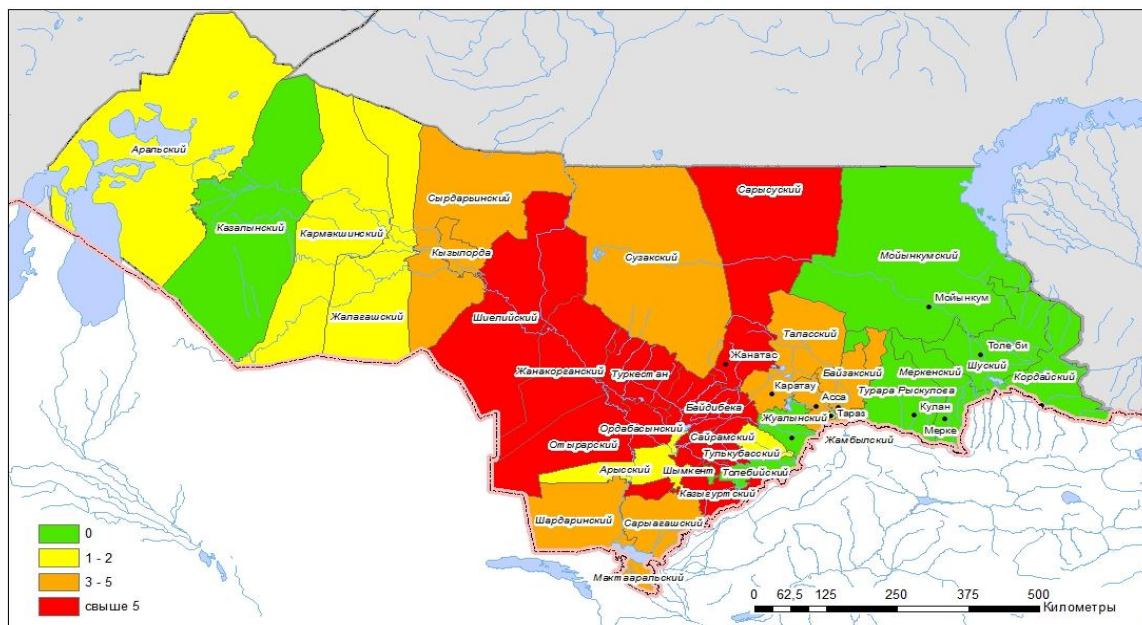 Аральский
Казалынский
Кармакшинский
Жалагашский
Сырдарьинский
Кызылорда
Шиелийский
Жанакорганский
Сузакский
Сарысуский
Мойынкумский
Мойынкум
Таласский
Толе би
Шуский
Кордайский
Меркенский
Байзакский
Турара Рыскулова
Жанатас
Туркестан
Каратау
Асса
Тараз
Кулан
Мерке
Байдибека
Жуалынский
Жамбылский
Ордабасынский
Сайрамский
Тулькубасский
Отырарский
Арысский
Шымкент
Толебийский
Казыгуртский
Шардаринский
Сарыагашский
Мактааральский
0
1 - 2
3 - 5
свыше 5
0 62,5 125 250 375 500
Километры